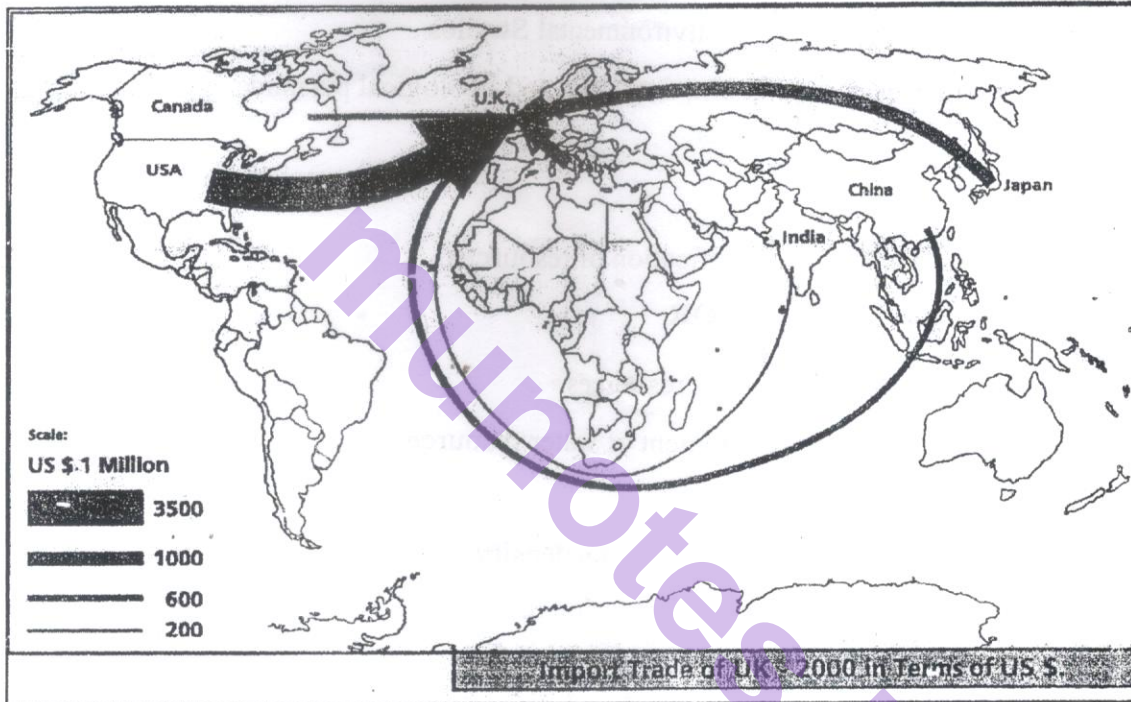 Canada
U.K.
USA
China
Japan
India
Scale:
US $ 1 Million
3500
1000
600
200
Import Trade of UK - 2000 in Terms of US $.
munotes